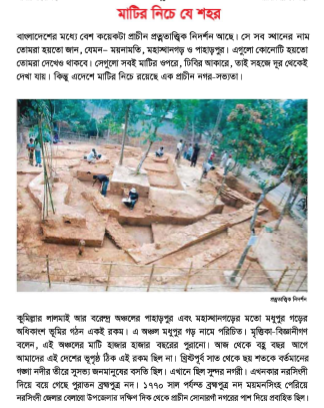 মাটির নিচে যে শহর
বাংলাদেশের মধ্যে বেশ কয়েকটা প্রাচীন প্রত্নতাত্ত্বিক নিদর্শন আছে। সে সব স্থানের নাম
তোমরা হয়তো জান, যেমন– ময়নামতি, মহাস্থানগড় ও পাহাড়পুর। এগুলো কোনোটি হয়তো
তোমরা দেখেও থাকবে। সেগুলো সবই মাটির ওপরে, ঢিবির আকারে, তাই সহজে দূর থেকেই
দেখা যায়। কিন্তু এদেশে মাটির নিচে রয়েছে এক প্রাচীন নগর-সভ্যতা।
প্রত্নতাত্ত্বিক নিদর্শন
কুমিল্লার লালমাই আর বরেন্দ্র অঞ্চলের পাহাড়পুর এবং মহাস্থানগড়ের মতো মধুপুর গড়ের
অধিকাংশ ভূমির গঠন একই রকম। এ অঞ্চল মধুপুর গড় নামে পরিচিত। মৃত্তিকা-বিজ্ঞানীগণ
বলেন, এই অঞ্চলের মাটি হাজার হাজার বছরের পুরানো। আজ থেকে বহু বছর আগে
আমাদের এই দেশের ভূপৃষ্ঠ ঠিক এই রকম ছিল না। খ্রিস্টপূর্ব সাত থেকে ছয় শতকে বর্তমানের
গঙ্গা নদীর তীরে সুসভ্য জনমানুষের বসতি ছিল। এখানে ছিল সুন্দর নগরী। এখনকার নরসিংদী
দিয়ে বয়ে গেছে পুরাতন ব্রহ্মপুত্র নদ। ১৭৭০ সাল পর্যন্ত ব্রহ্মপুত্র নদ ময়মনসিংহ পেরিয়ে
নরসিংদী জেলার বেলাবো উপজেলার দক্ষিণ দিক থেকে প্রাচীন সোনারগাঁ নগরের পাশ দিয়ে প্রবাহিত ছিল।